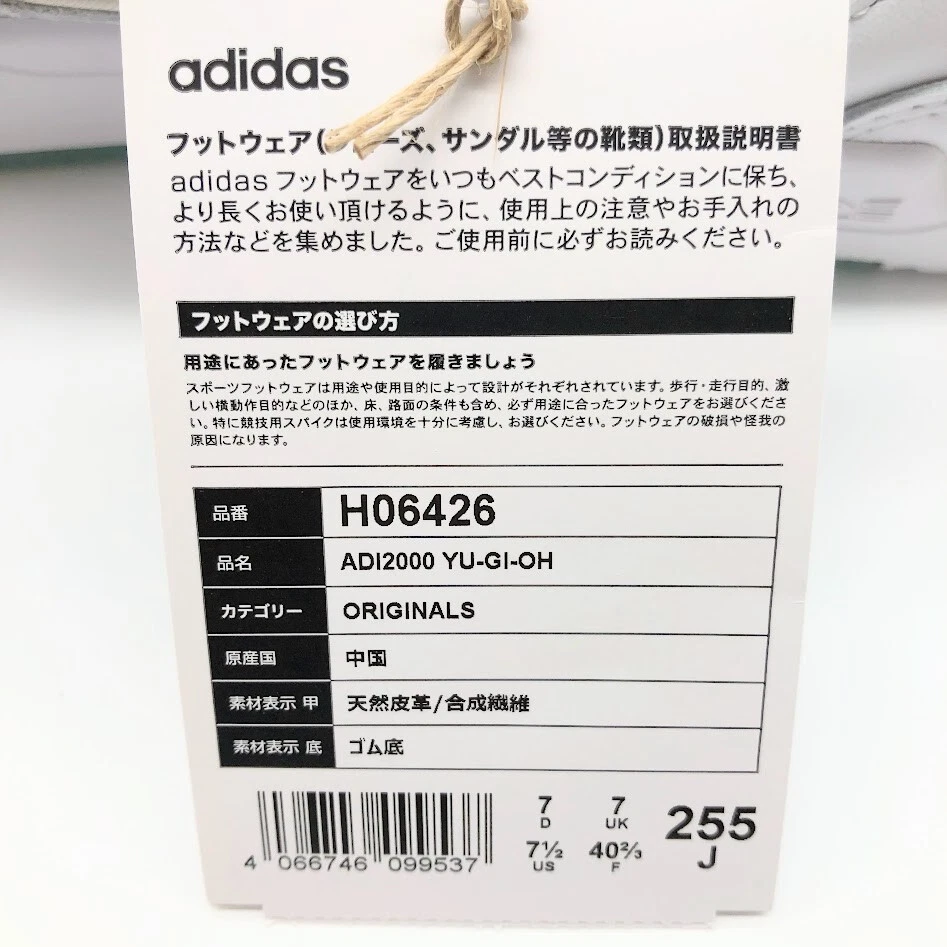 adidas
フットウェア(ーズ、サンダル等の靴類)取扱説明書
adidas フットウェアをいつもベストコンディションに保ち、
より長くお使い頂けるように、使用上の注意やお手入れの
方法などを集めました。ご使用前に必ずお読みください。
フットウェアの選び方
用途にあったフットウェアを履きましょう
スポーツフットウェアは用途や使用目的によって設計がそれぞれされています。歩行・走行目的、激
しい横動作目的などのほか、床、路面の条件も含め、必ず用途に合ったフットウェアをお選びくださ
い。特に競技用スパイクは使用環境を十分に考慮し、お選びください。フットウェアの破損や怪我の
原因になります。
品番 H06426
品名 ADI2000 YU-GI-OH
カテゴリー ORIGINALS
原産国 中国
素材表示 甲 天然皮革/合成繊維
素材表示 底 ゴム底
4 066746 099537
7 D 7 UK 255 J
7½ US 40⅔ F